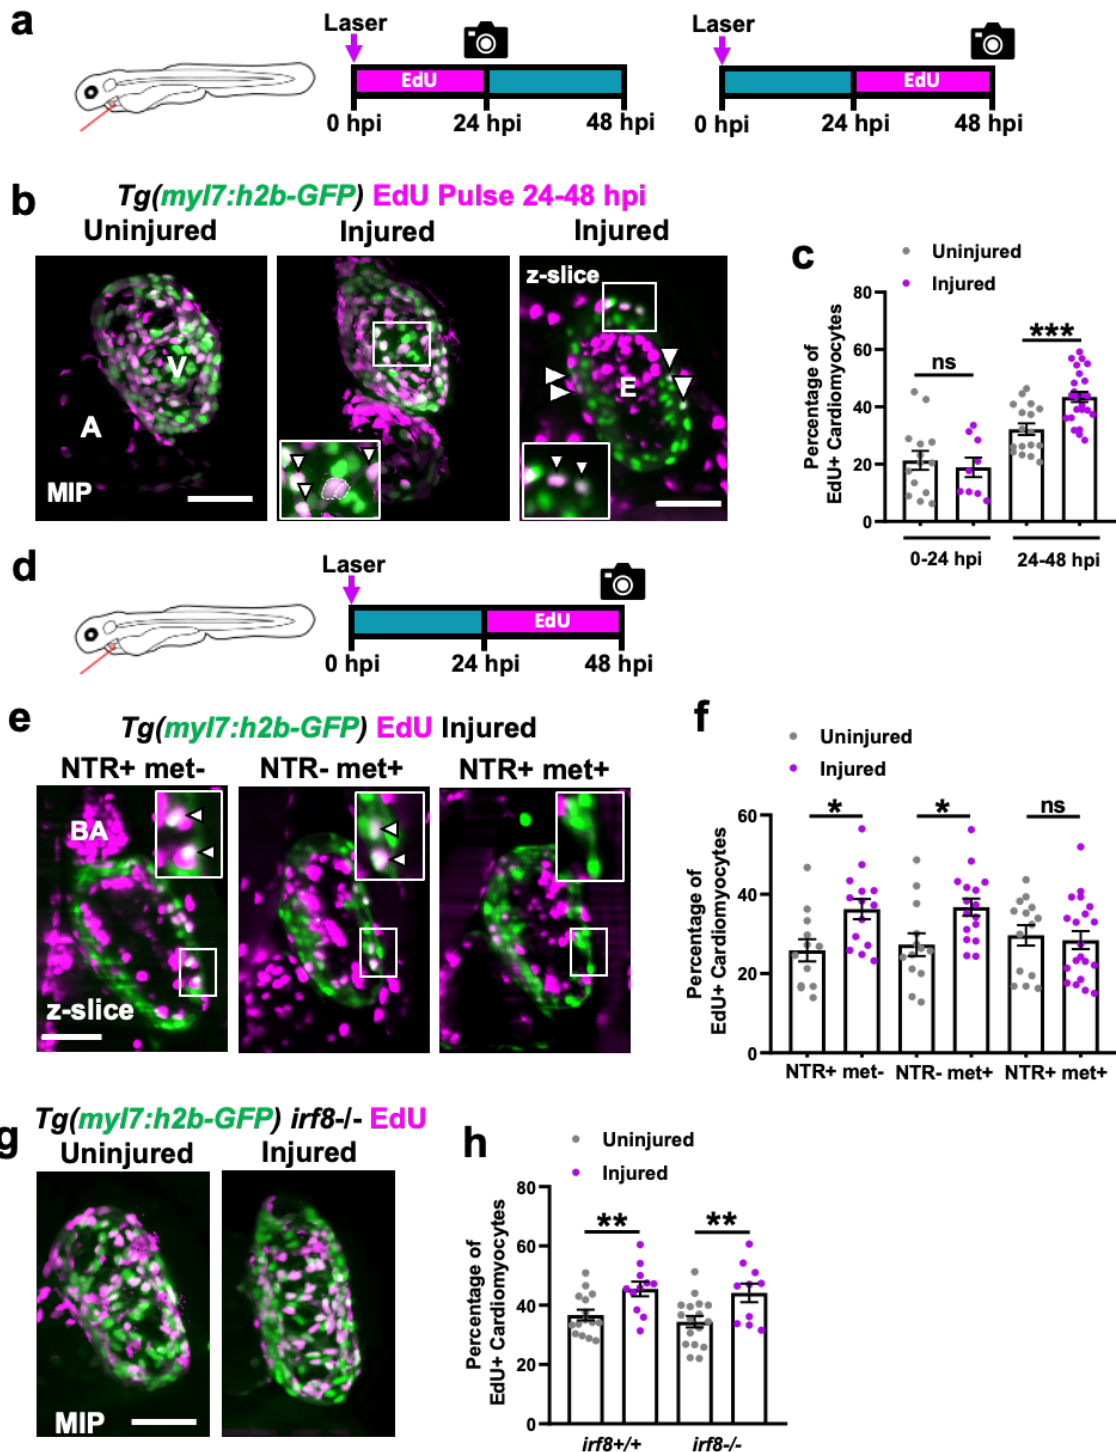 a
Laser
EdU
0 hpi 24 hpi 48 hpi
Laser
EdU
0 hpi 24 hpi 48 hpi
b
Tg(myl7:h2b-GFP) EdU Pulse 24-48 hpi
Uninjured Injured Injured
V
A
MIP
z-slice
E
c
Uninjured
Injured
Percentage of
EdU+ Cardiomyocytes
80
60
40
20
0
ns
***
0-24 hpi 24-48 hpi
d
Laser
EdU
0 hpi 24 hpi 48 hpi
e
Tg(myl7:h2b-GFP) EdU Injured
NTR+ met- NTR- met+ NTR+ met+
BA
z-slice
f
Uninjured
Injured
Percentage of
EdU+ Cardiomyocytes
60
40
20
0
* * ns
NTR+ met- NTR- met+ NTR+ met+
g
Tg(myl7:h2b-GFP) irf8-/- EdU
Uninjured Injured
MIP
h
Uninjured
Injured
Percentage of
EdU+ Cardiomyocytes
80
60
40
20
0
** **
irf8+/+ irf8-/-